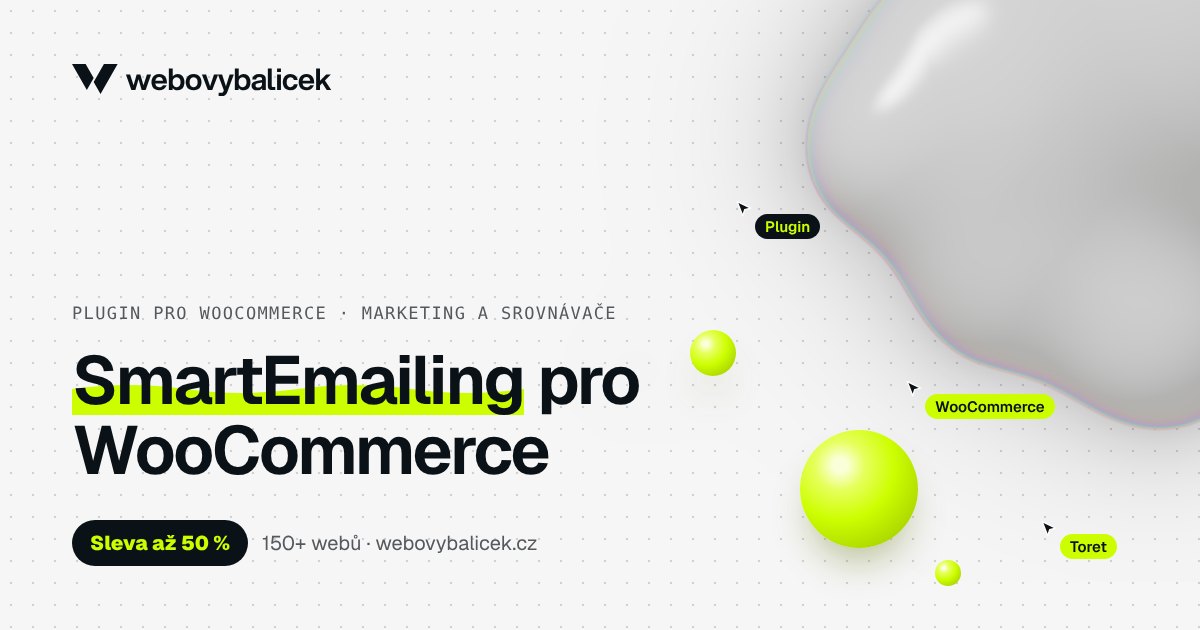 webovybalicek
Plugin
PLUGIN PRO WOOCOMMERCE · MARKETING A SROVNÁVAČE
SmartEmailing pro
WooCommerce
WooCommerce
Sleva až 50 %
150+ webů · webovybalicek.cz
Toret